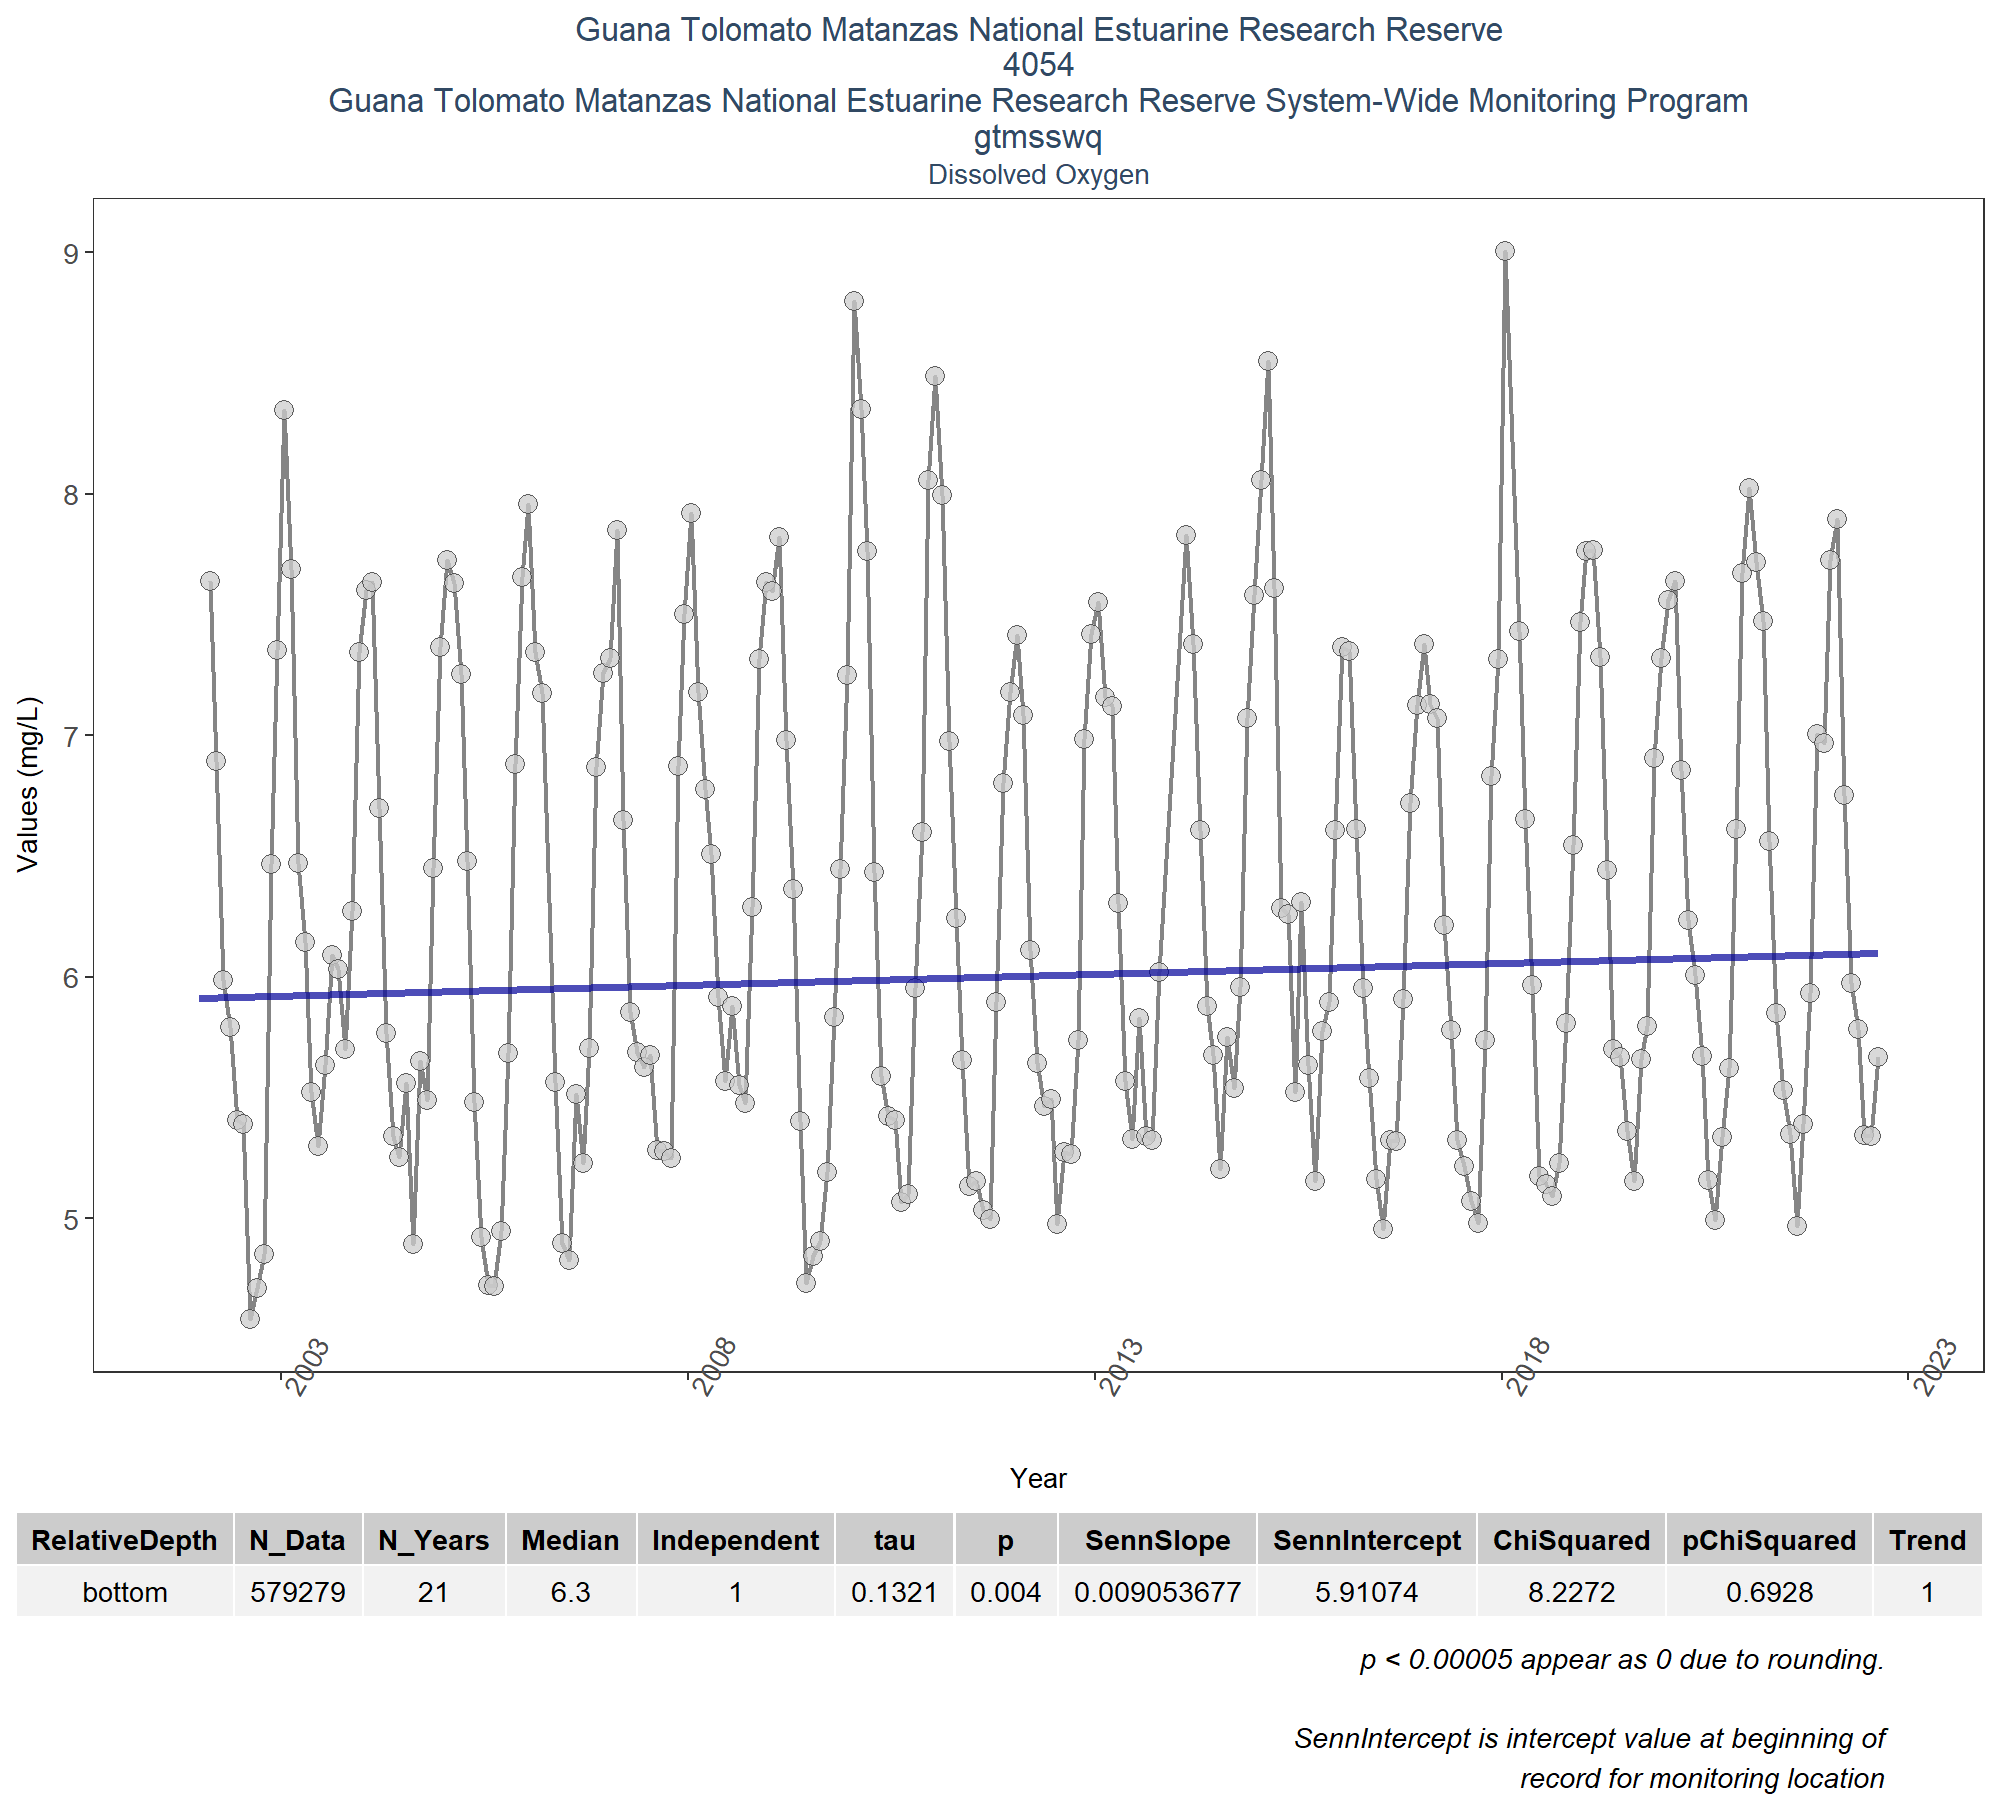 Guana Tolomato Matanzas National Estuarine Research Reserve
4054
Guana Tolomato Matanzas National Estuarine Research Reserve System-Wide Monitoring Program
gtmsswq
Dissolved Oxygen
Values (mg/L)
9
8
7
6
5
2003 2008 2013 2018 2023
Year
RelativeDepth N_Data N_Years Median Independent tau p SennSlope SennIntercept ChiSquared pChiSquared Trend
bottom 579279 21 6.3 1 0.1321 0.004 0.009053677 5.91074 8.2272 0.6928 1
p < 0.00005 appear as 0 due to rounding.
SennIntercept is intercept value at beginning of
record for monitoring location